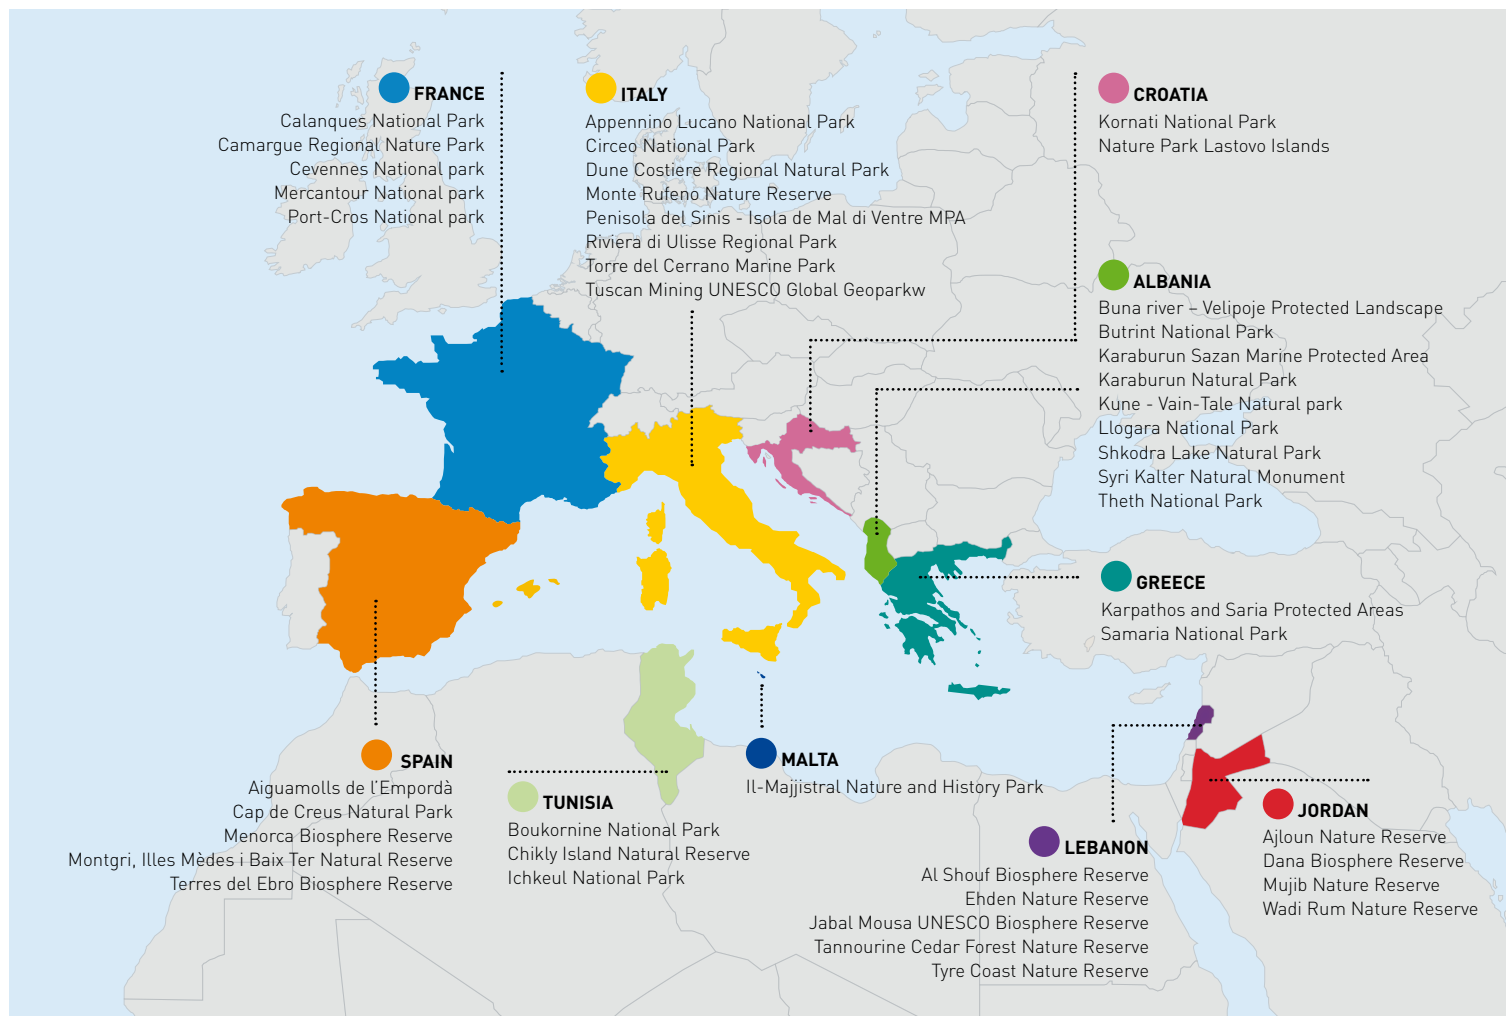 FRANCE
Calanques National Park
Camargue Regional Nature Park
Cevennes National park
Mercantour National park
Port-Cros National park
ITALY
Appennino Lucano National Park
Circeo National Park
Dune Costiere Regional Natural Park
Monte Rufeno Nature Reserve
Penisola del Sinis - Isola de Mal di Ventre MPA
Riviera di Ulisse Regional Park
Torre del Cerrano Marine Park
Tuscan Mining UNESCO Global Geoparkw
CROATIA
Kornati National Park
Nature Park Lastovo Islands
ALBANIA
Buna river – Velipoje Protected Landscape
Butrint National Park
Karaburun Sazan Marine Protected Area
Karaburun Natural Park
Kune - Vain-Tale Natural park
Llogara National Park
Shkodra Lake Natural Park
Syri Kalter Natural Monument
Theth National Park
GREECE
Karpathos and Saria Protected Areas
Samaria National Park
SPAIN
Aiguamolls de l'Empordà
Cap de Creus Natural Park
Menorca Biosphere Reserve
Montgri, Illes Mèdes i Baix Ter Natural Reserve
Terres del Ebro Biosphere Reserve
TUNISIA
Boukornine National Park
Chikly Island Natural Reserve
Ichkeul National Park
MALTA
Il-Majjistral Nature and History Park
LEBANON
Al Shouf Biosphere Reserve
Ehden Nature Reserve
Jabal Mousa UNESCO Biosphere Reserve
Tannourine Cedar Forest Nature Reserve
Tyre Coast Nature Reserve
JORDAN
Ajloun Nature Reserve
Dana Biosphere Reserve
Mujib Nature Reserve
Wadi Rum Nature Reserve